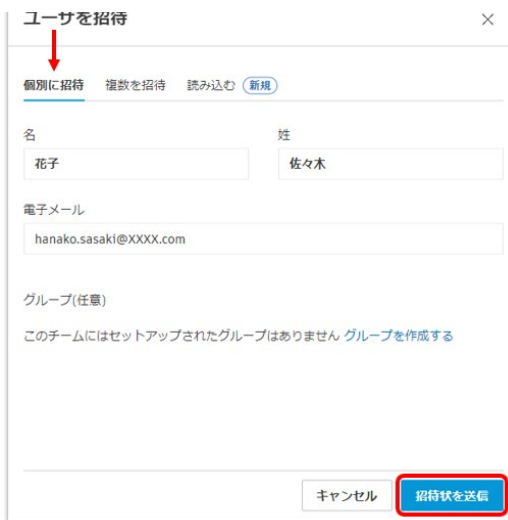 ユーザを招待
個別に招待 複数を招待 読み込む 新規
名 姓
花子 佐々木
電子メール
hanako.sasaki@XXXX.com
グループ(任意)
このチームにはセットアップされたグループはありません グループを作成する
キャンセル 招待状を送信